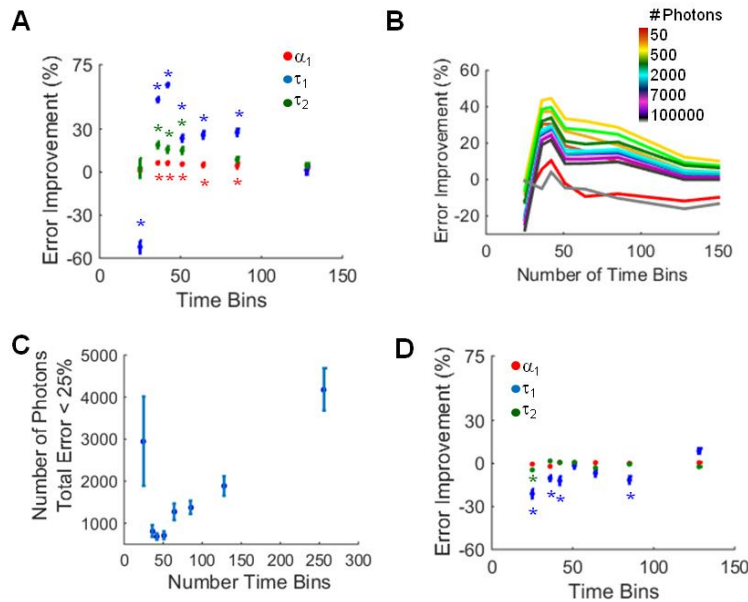 A
Error Improvement (%)
75
30
0
-30
-60
0
50
100
150
Time Bins
α1
τ1
τ2
* * * * * * * * * * * * * * *
B
# Photons
50
500
2000
7000
100000
Error Improvement (%)
60
40
20
0
-20
0
50
100
150
Number of Time Bins
C
Number of Photons
Total Error < 25%
5000
4000
3000
2000
1000
0
50
100
150
200
250
300
Number Time Bins
D
Error Improvement (%)
75
30
0
-30
-60
0
50
100
150
Time Bins
α1
τ1
τ2
* * * * *